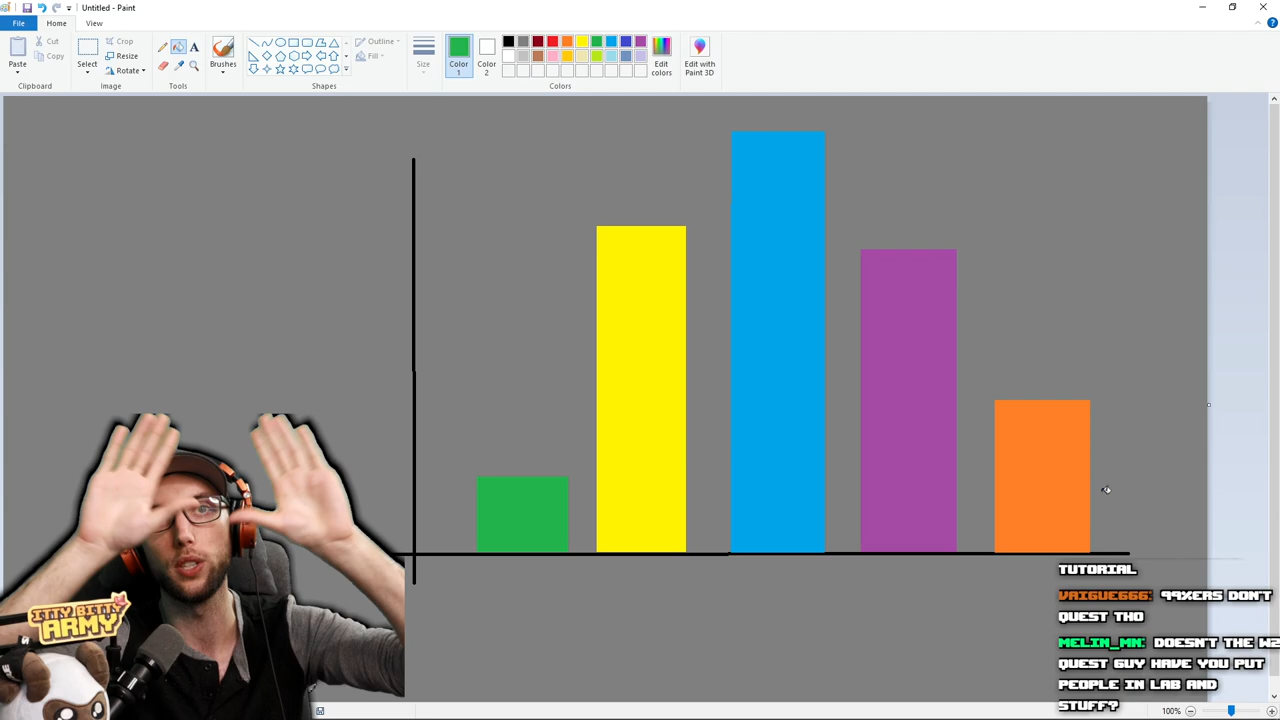 Untitled - Paint
File
Home
View
Paste
Cut
Copy
Clipboard
Select
Crop
Resize
Rotate
Image
Tools
Brushes
Shapes
Outline
Fill
Size
Color 1
Color 2
Edit colors
Colors
Edit with Paint 3D
ITTY BITTY
ARMY
TUTORIAL
VAIGUE666: 99XERS DON'T
QUEST THO
MELIN_MN: DOESN'T THE WZ
QUEST GUY HAVE YOU PUT
PEOPLE IN LAB AND
STUFF?
100%